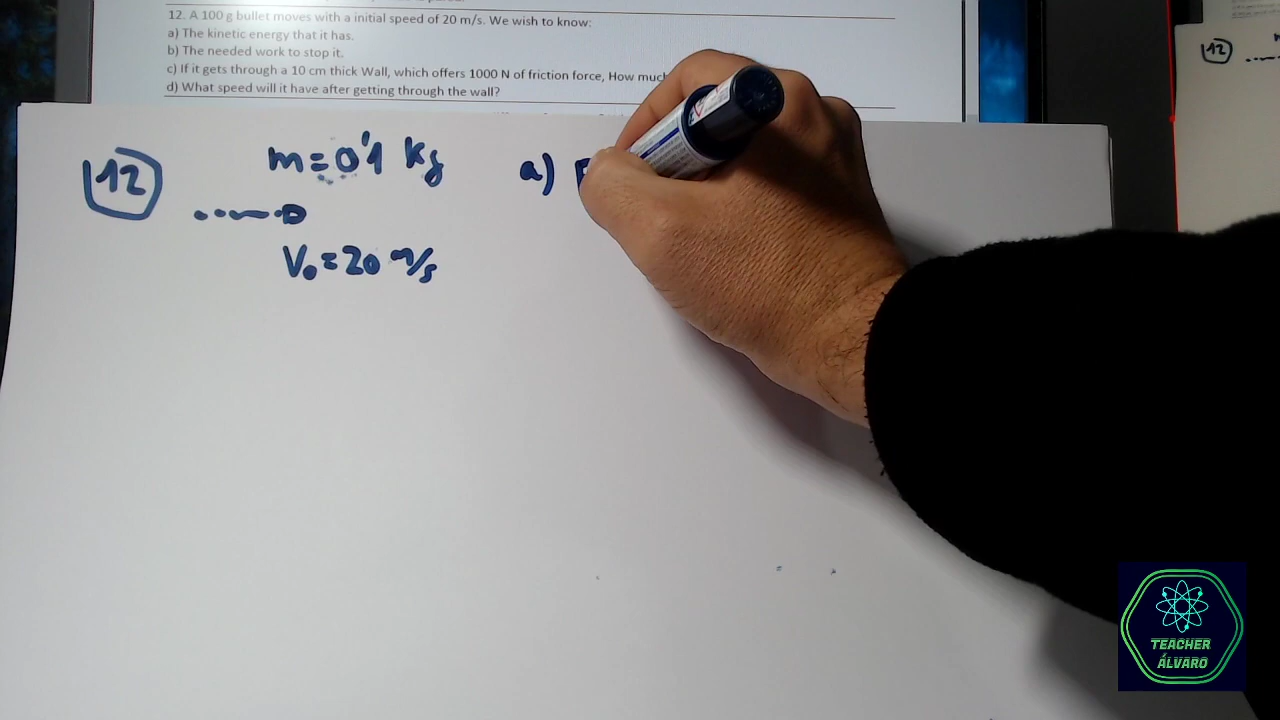 12. A 100 g bullet moves with a initial speed of 20 m/s. We wish to know:
a) The kinetic energy that it has.
b) The needed work to stop it.
c) If it gets through a 10 cm thick Wall, which offers 1000 N of friction force, How much
d) What speed will it have after getting through the wall?
12
m = 0'1 Kg
a)
V₀ = 20 m/s
12
TEACHER
ÁLVARO